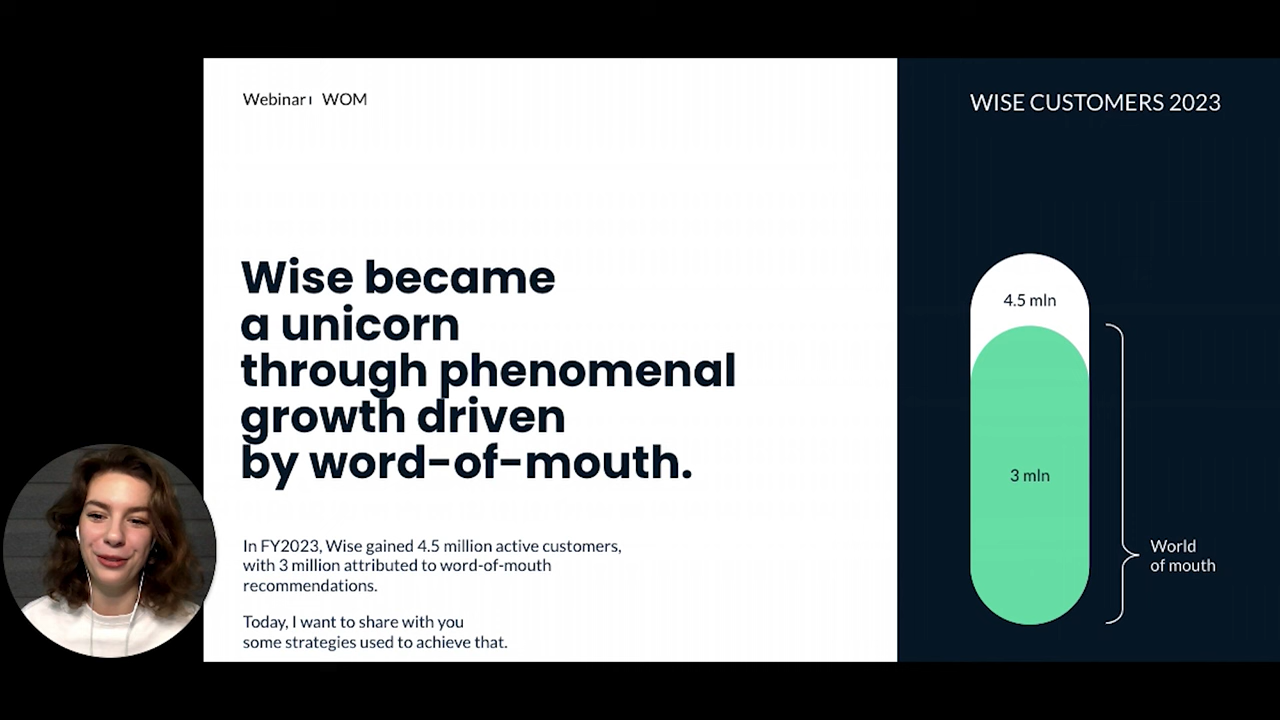 Webinar WOM
WISE CUSTOMERS 2023
Wise became
a unicorn
through phenomenal
growth driven
by word-of-mouth.
In FY2023, Wise gained 4.5 million active customers,
with 3 million attributed to word-of-mouth
recommendations.
Today, I want to share with you
some strategies used to achieve that.
4.5 mln
3 mln
World
of mouth